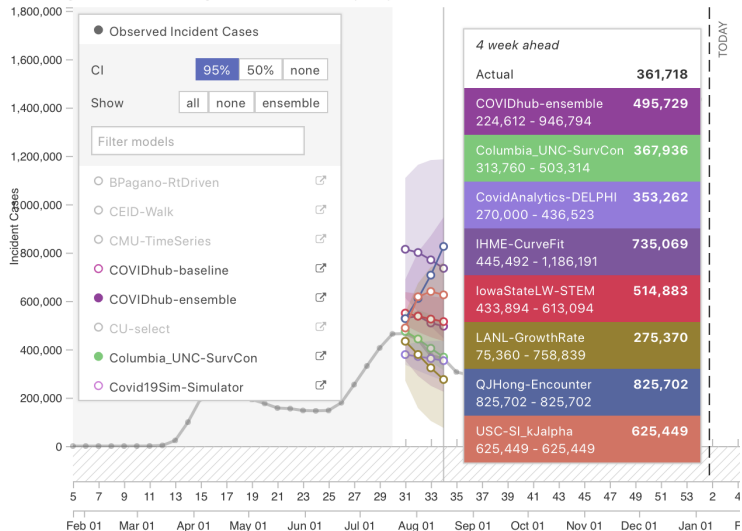 1,800,000
1,600,000
1,400,000
1,200,000
1,000,000
800,000
600,000
400,000
200,000
0
Incident Cases
Observed Incident Cases
CI 95% 50% none
Show all none ensemble
Filter models
BPagano-RtDriven
CEID-Walk
CMU-TimeSeries
COVIDhub-baseline
COVIDhub-ensemble
CU-select
Columbia_UNC-SurvCon
Covid19Sim-Simulator
4 week ahead
Actual 361,718
COVIDhub-ensemble 495,729
224,612 - 946,794
Columbia_UNC-SurvCon 367,936
313,760 - 503,314
CovidAnalytics-DELPHI 353,262
270,000 - 436,523
IHME-CurveFit 735,069
445,492 - 1,186,191
IowaStateLW-STEM 514,883
433,894 - 613,094
LANL-GrowthRate 275,370
75,360 - 758,839
QJHong-Encounter 825,702
825,702 - 825,702
USC-SI_kJalpha 625,449
625,449 - 625,449
TODAY
5 7 9 11 13 15 17 19 21 23 25 27 29 31 33 35 37 39 41 43 45 47 49 51 53 2 4
Feb 01 Mar 01 Apr 01 May 01 Jun 01 Jul 01 Aug 01 Sep 01 Oct 01 Nov 01 Dec 01 Jan 01 F